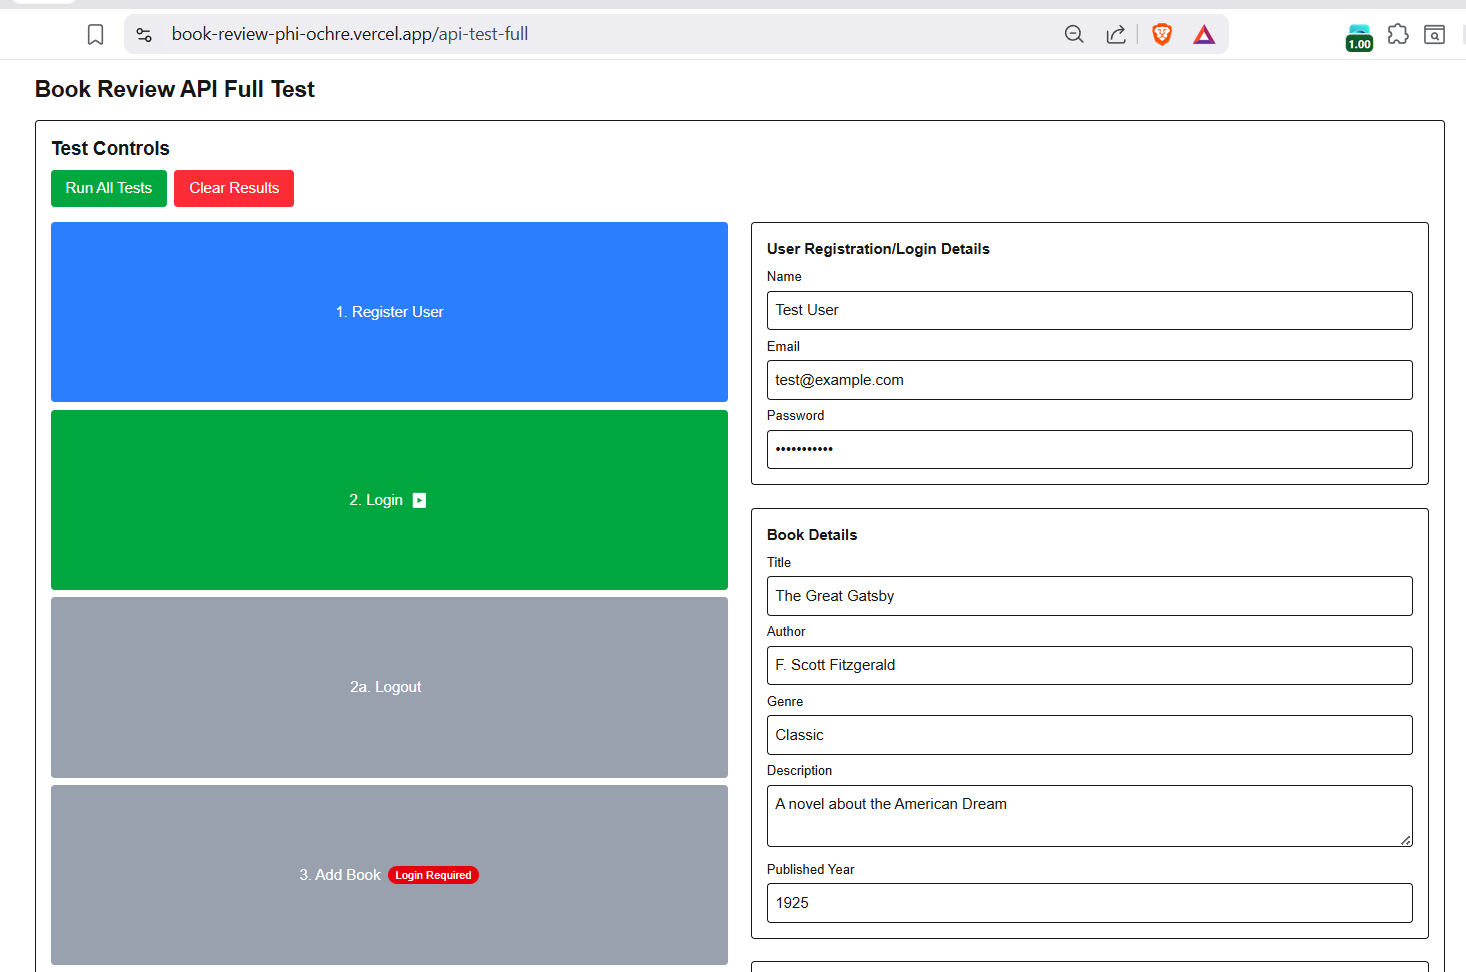 book-review-phi-ochre.vercel.app/api-test-full
1.00
Book Review API Full Test
Test Controls
Run All Tests
Clear Results
1. Register User
2. Login
2a. Logout
3. Add Book
Login Required
User Registration/Login Details
Name
Test User
Email
test@example.com
Password
•••••••••••
Book Details
Title
The Great Gatsby
Author
F. Scott Fitzgerald
Genre
Classic
Description
A novel about the American Dream
Published Year
1925